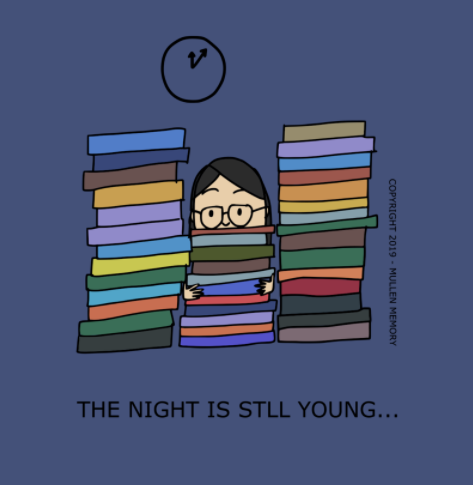 COPYRIGHT 2019 - MULLEN MEMORY
THE NIGHT IS STLL YOUNG...